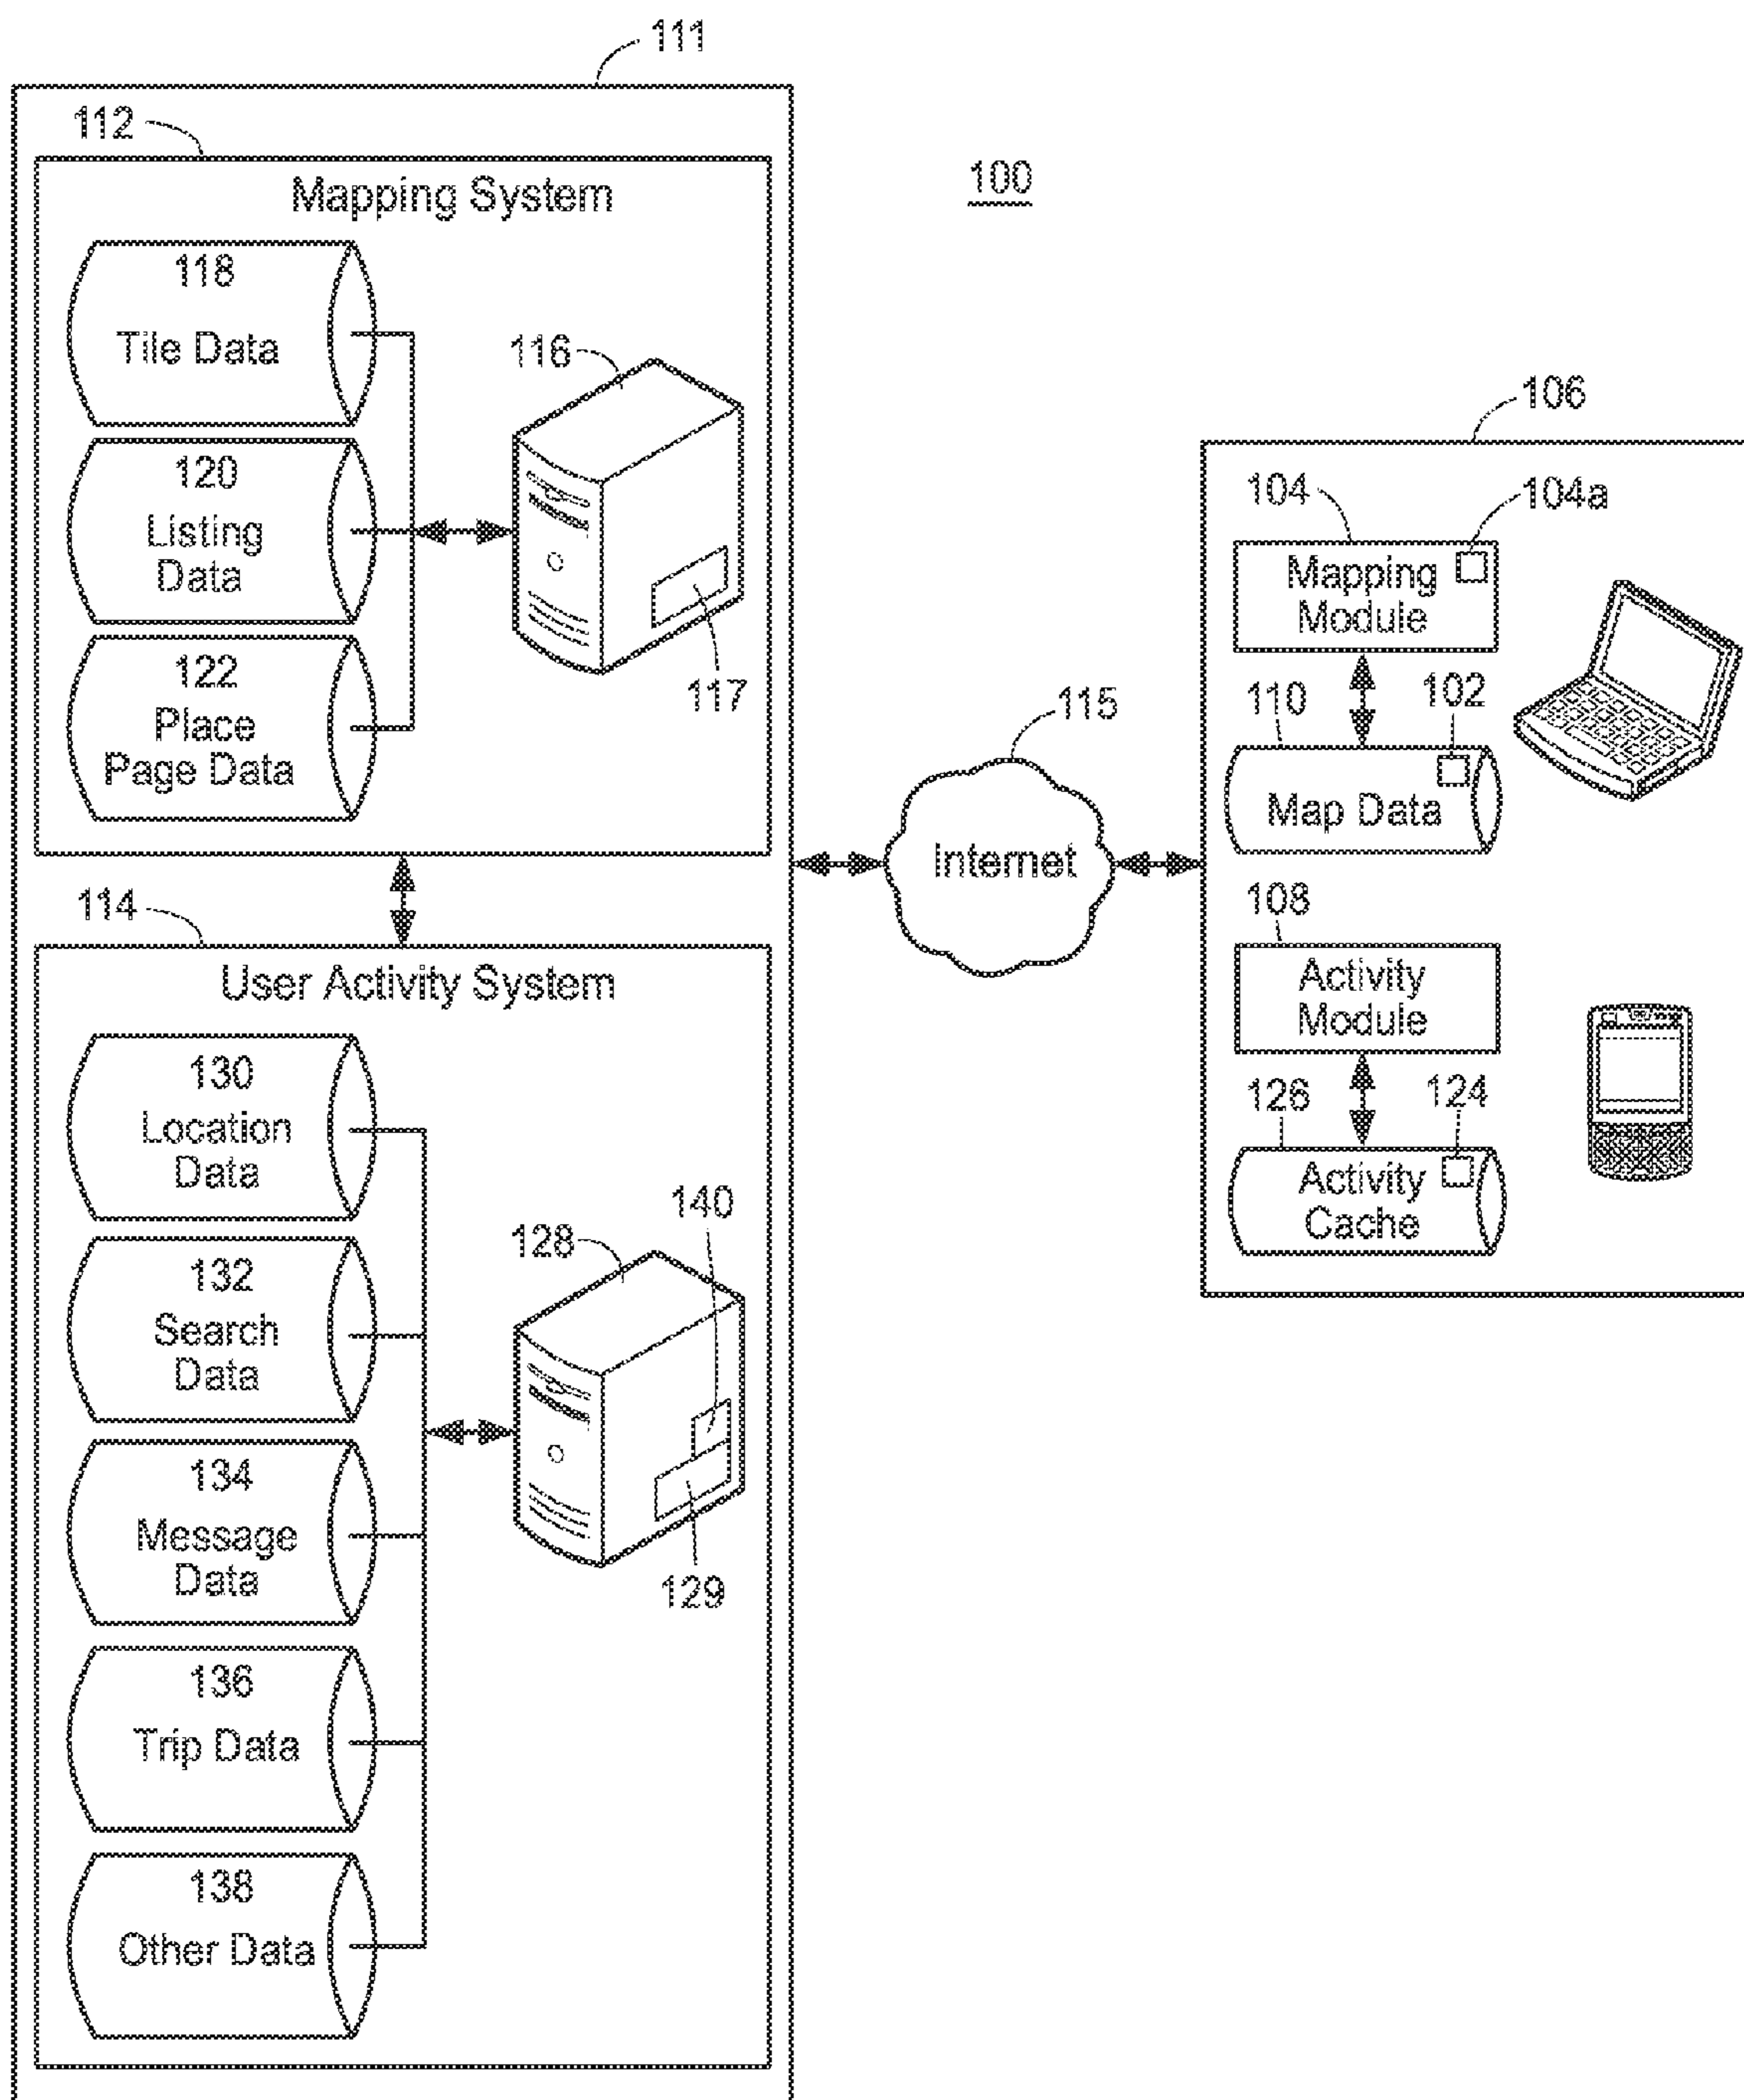 111
112
Mapping System
118
Tile Data
120
Listing
Data
122
Place
Page Data
116
117
114
User Activity System
130
Location
Data
132
Search
Data
134
Message
Data
136
Trip Data
138
Other Data
128
140
129
100
115
Internet
106
104
104a
Mapping
Module
110
102
Map Data
108
Activity
Module
126
124
Activity
Cache